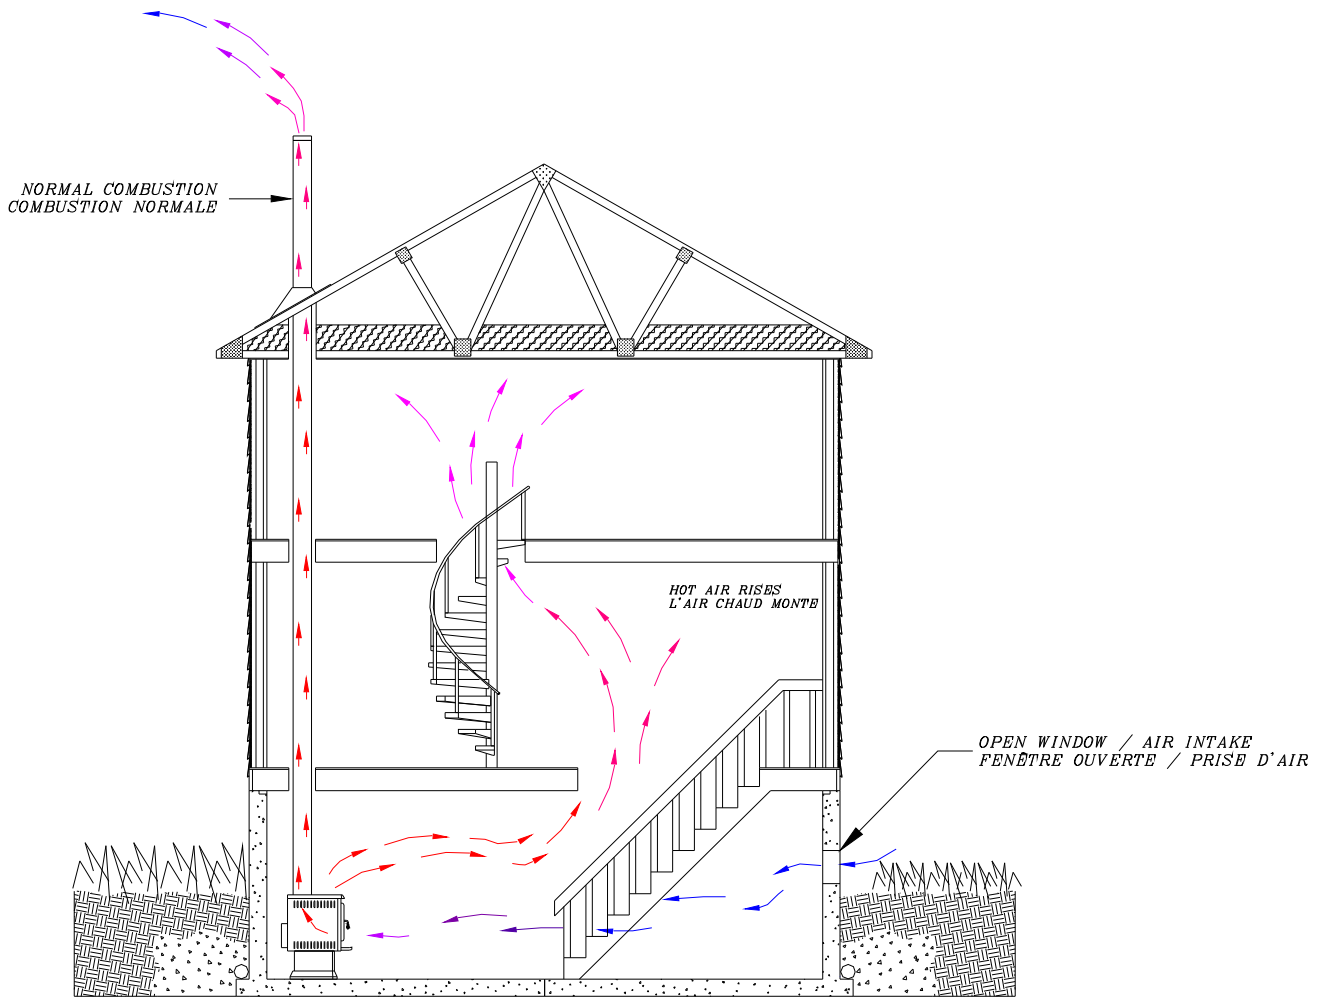 NORMAL COMBUSTION
COMBUSTION NORMALE
HOT AIR RISES
L'AIR CHAUD MONTE
OPEN WINDOW / AIR INTAKE
FENÊTRE OUVERTE / PRISE D'AIR